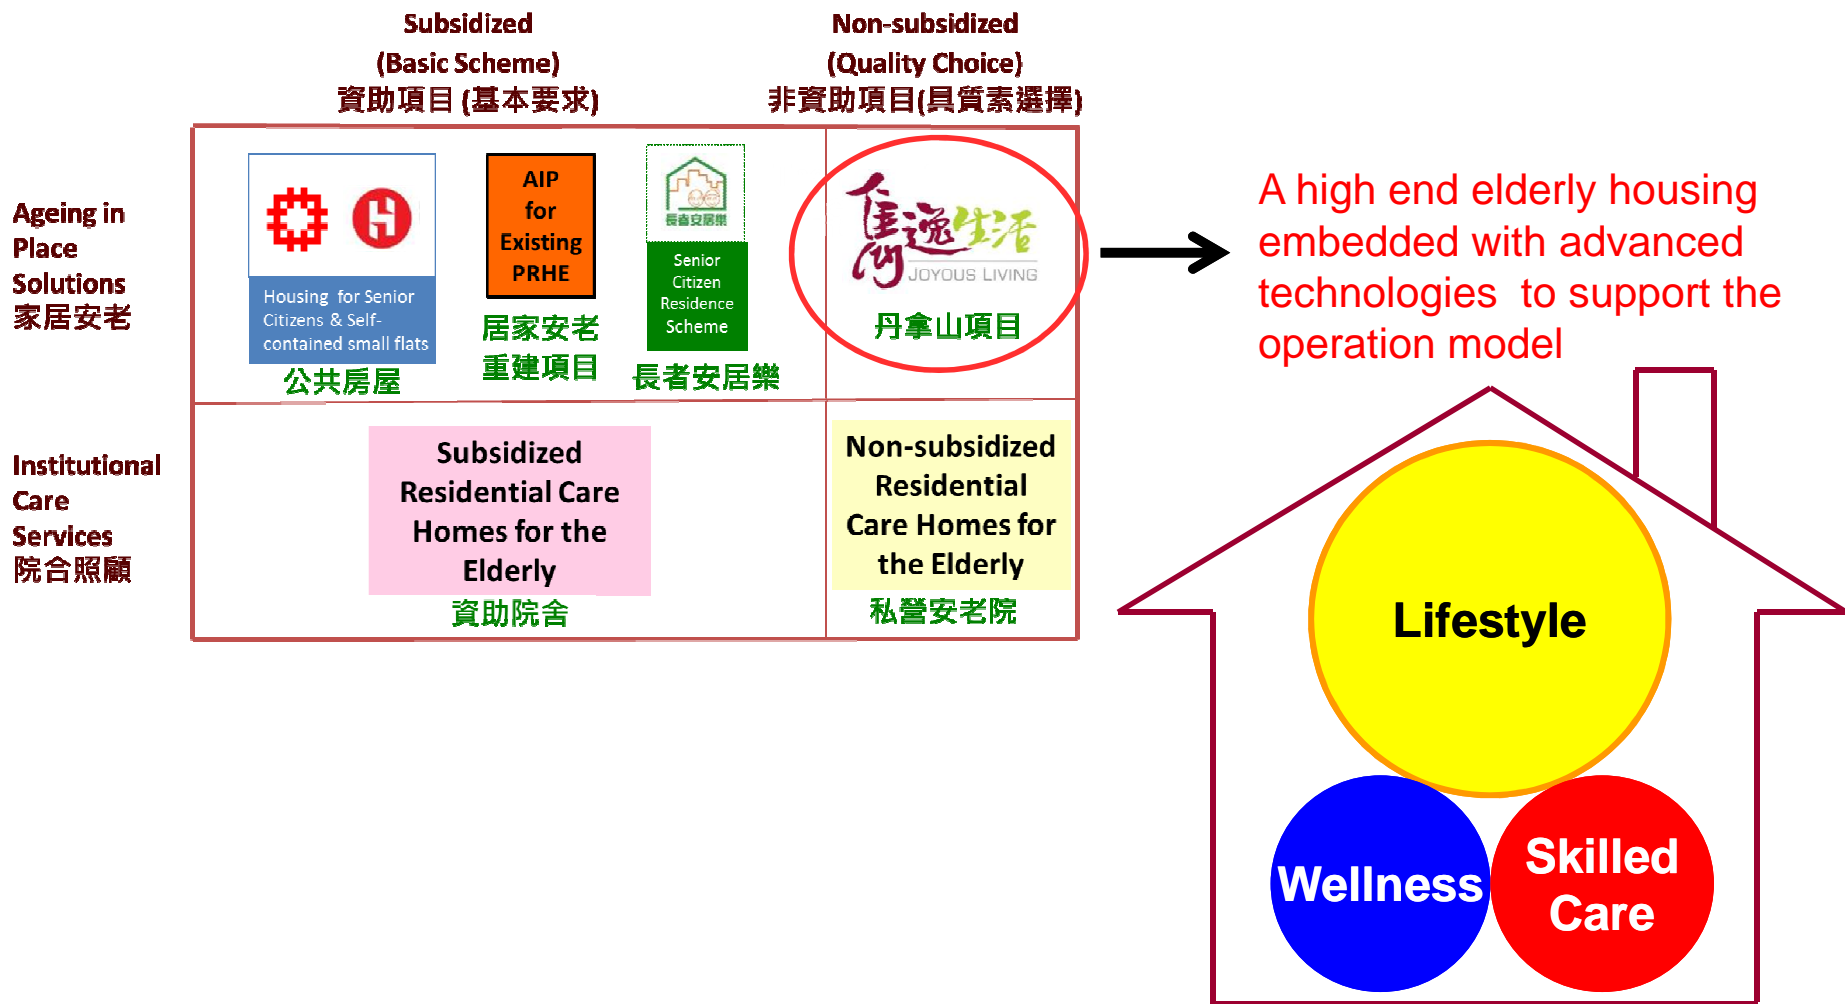 Subsidized
(Basic Scheme)
資助項目 (基本要求)
Non-subsidized
(Quality Choice)
非資助項目(具質素選擇)
Ageing in
Place
Solutions
家居安老
Housing for Senior
Citizens & Self-
contained small flats
公共房屋
AIP
for
Existing
PRHE
居家安老
重建項目
長者安居樂
Senior
Citizen
Residence
Scheme
長者安居樂
雋逸生活
JOYOUS LIVING
丹拿山項目
A high end elderly housing
embedded with advanced
technologies to support the
operation model
Institutional
Care
Services
院合照顧
Subsidized
Residential Care
Homes for the
Elderly
資助院舍
Non-subsidized
Residential
Care Homes for
the Elderly
私營安老院
Lifestyle
Wellness
Skilled
Care